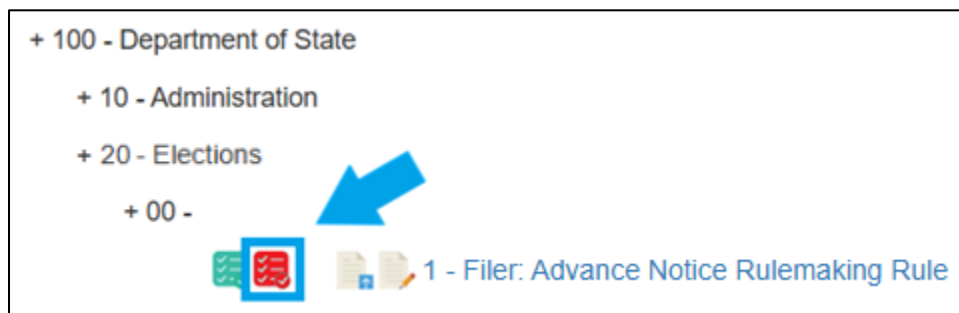 + 100 - Department of State
+ 10 - Administration
+ 20 - Elections
+ 00 -
1 - Filer: Advance Notice Rulemaking Rule